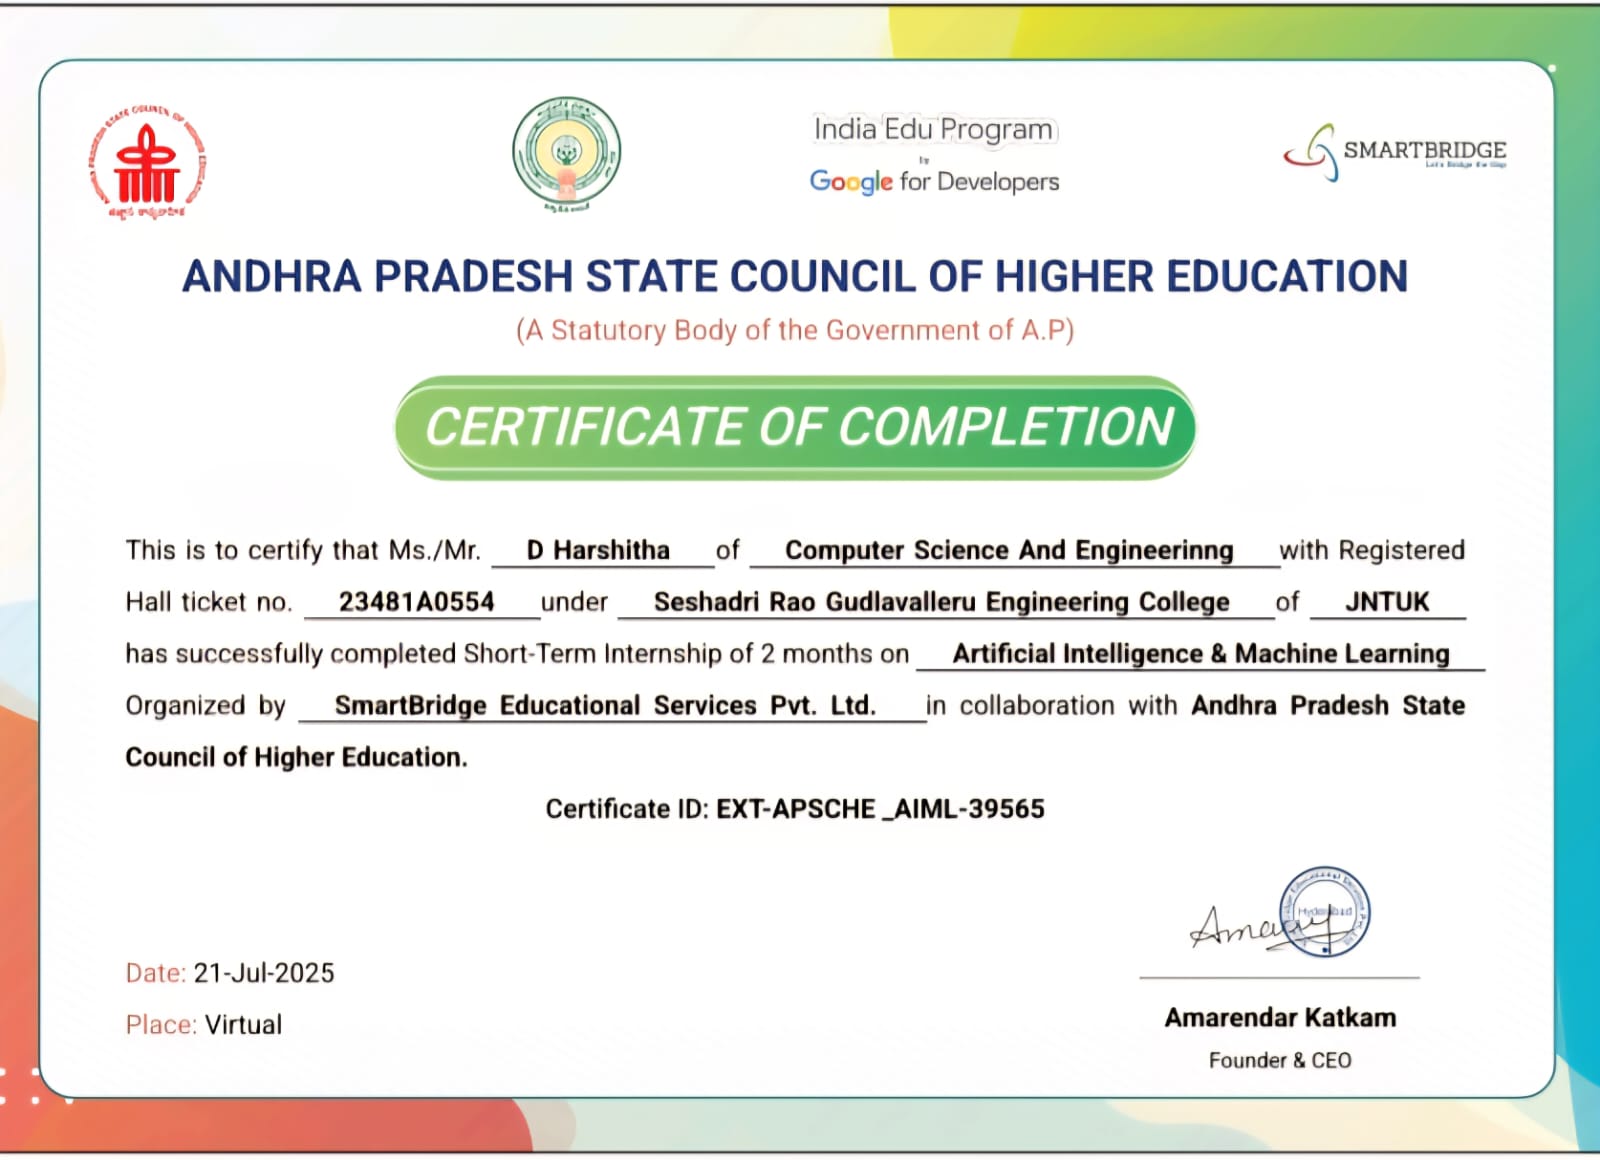 India Edu Program
by
Google for Developers
SMARTBRIDGE
Let's Bridge the Gap
ANDHRA PRADESH STATE COUNCIL OF HIGHER EDUCATION
(A Statutory Body of the Government of A.P)
CERTIFICATE OF COMPLETION
This is to certify that Ms./Mr. D Harshitha of Computer Science And Engineerinng with Registered
Hall ticket no. 23481A0554 under Seshadri Rao Gudlavalleru Engineering College of JNTUK
has successfully completed Short-Term Internship of 2 months on Artificial Intelligence & Machine Learning
Organized by SmartBridge Educational Services Pvt. Ltd. in collaboration with Andhra Pradesh State
Council of Higher Education.
Certificate ID: EXT-APSCHE _AIML-39565
Hyderabad
Date: 21-Jul-2025
Place: Virtual
Amarendar Katkam
Founder & CEO